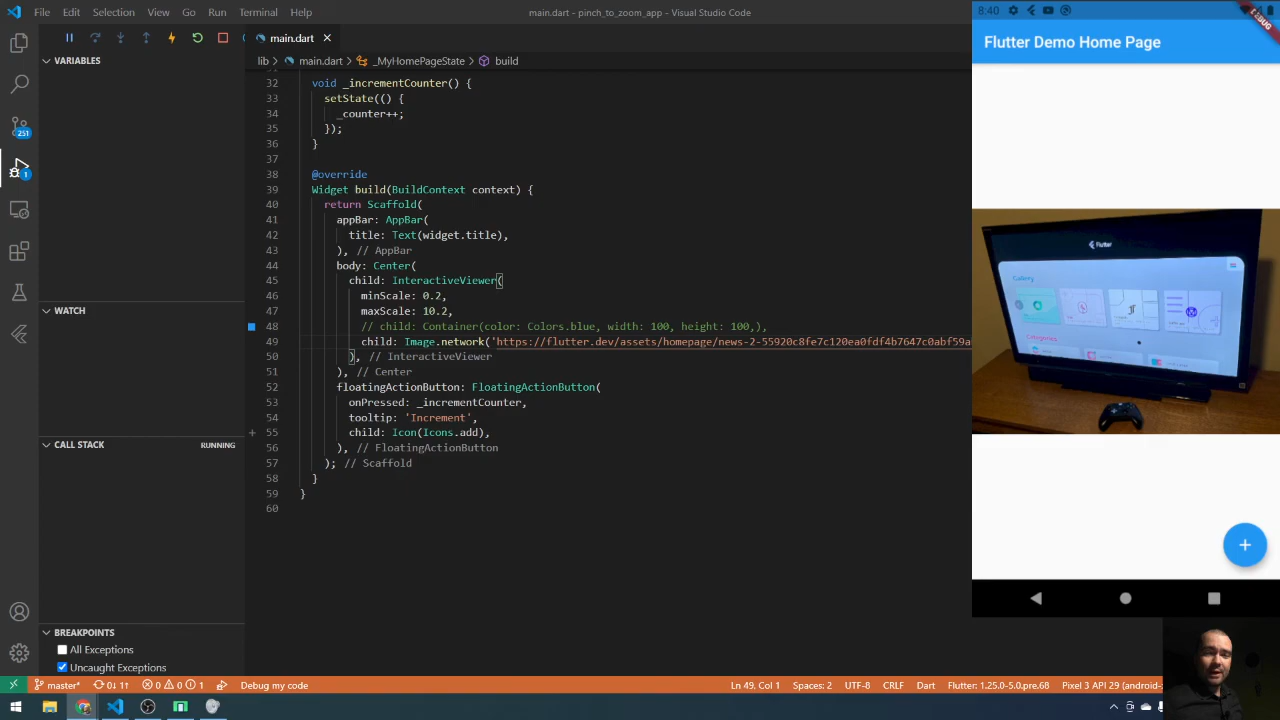 File Edit Selection View Go Run Terminal Help
main.dart - pinch_to_zoom_app - Visual Studio Code
main.dart
VARIABLES
lib > main.dart > _MyHomePageState > build
32 void _incrementCounter() {
33 setState(() {
34 _counter++;
35 });
36 }
37
38 @override
39 Widget build(BuildContext context) {
40 return Scaffold(
41 appBar: AppBar(
42 title: Text(widget.title),
43 ), // AppBar
44 body: Center(
45 child: InteractiveViewer(
46 minScale: 0.2,
47 maxScale: 10.2,
48 // child: Container(color: Colors.blue, width: 100, height: 100,),
49 child: Image.network('https://flutter.dev/assets/homepage/news-2-55920c8fe7c120ea0fdf4b7647c0abf59a
50 ), // InteractiveViewer
51 ), // Center
52 floatingActionButton: FloatingActionButton(
53 onPressed: _incrementCounter,
54 tooltip: 'Increment',
55 child: Icon(Icons.add),
56 ), // FloatingActionButton
57 ); // Scaffold
58 }
59 }
60
WATCH
CALL STACK
RUNNING
BREAKPOINTS
All Exceptions
Uncaught Exceptions
251
1
8:40
DEBUG
Flutter Demo Home Page
Flutter
Gallery
Categories
master* 0↓ 1↑ 0 0 1 Debug my code
Ln 49, Col 1 Spaces: 2 UTF-8 CRLF Dart Flutter: 1.25.0-5.0.pre.68 Pixel 3 API 29 (android-